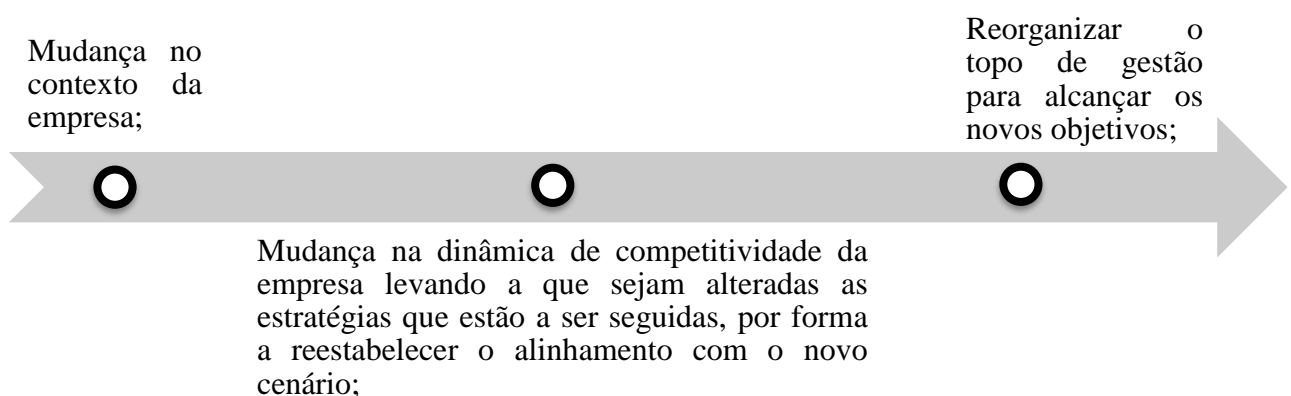 Mudança no
contexto da
empresa;
Mudança na dinâmica de competitividade da
empresa levando a que sejam alteradas as
estratégias que estão a ser seguidas, por forma
a reestabelecer o alinhamento com o novo
cenário;
Reorganizar o
topo de gestão
para alcançar os
novos objetivos;